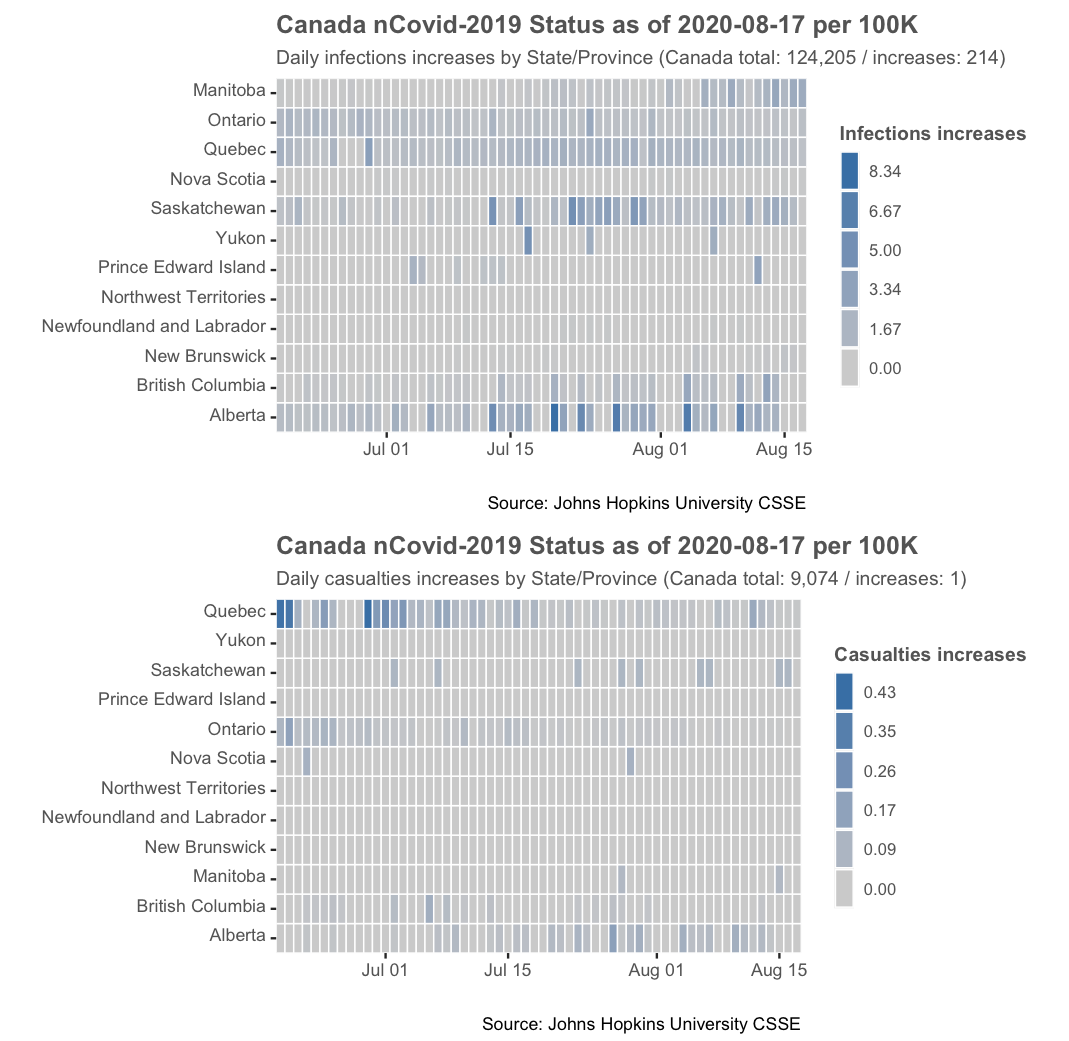 Canada nCovid-2019 Status as of 2020-08-17 per 100K
Daily infections increases by State/Province (Canada total: 124,205 / increases: 214)
Manitoba
Ontario
Quebec
Nova Scotia
Saskatchewan
Yukon
Prince Edward Island
Northwest Territories
Newfoundland and Labrador
New Brunswick
British Columbia
Alberta
Jul 01
Jul 15
Aug 01
Aug 15
Infections increases
8.34
6.67
5.00
3.34
1.67
0.00
Source: Johns Hopkins University CSSE
Canada nCovid-2019 Status as of 2020-08-17 per 100K
Daily casualties increases by State/Province (Canada total: 9,074 / increases: 1)
Quebec
Yukon
Saskatchewan
Prince Edward Island
Ontario
Nova Scotia
Northwest Territories
Newfoundland and Labrador
New Brunswick
Manitoba
British Columbia
Alberta
Jul 01
Jul 15
Aug 01
Aug 15
Casualties increases
0.43
0.35
0.26
0.17
0.09
0.00
Source: Johns Hopkins University CSSE